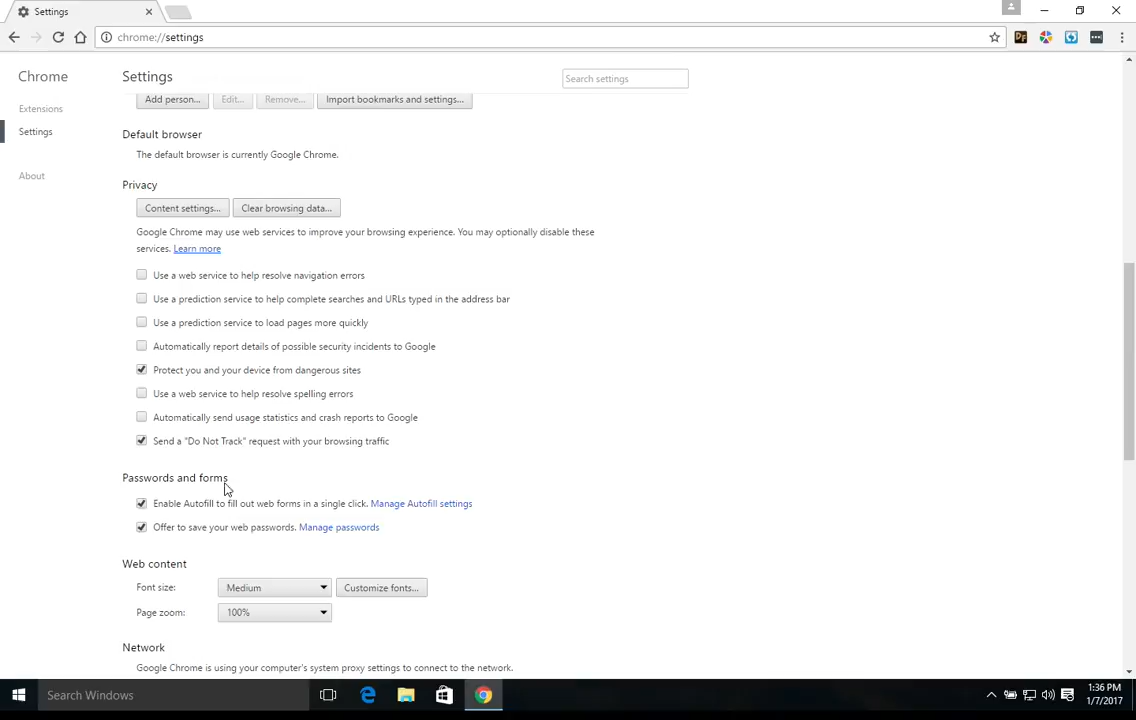 Settings
chrome://settings
Chrome
Settings
Search settings
Extensions
Settings
About
Add person...
Edit...
Remove...
Import bookmarks and settings...
Default browser
The default browser is currently Google Chrome.
Privacy
Content settings...
Clear browsing data...
Google Chrome may use web services to improve your browsing experience. You may optionally disable these
services. Learn more
Use a web service to help resolve navigation errors
Use a prediction service to help complete searches and URLs typed in the address bar
Use a prediction service to load pages more quickly
Automatically report details of possible security incidents to Google
Protect you and your device from dangerous sites
Use a web service to help resolve spelling errors
Automatically send usage statistics and crash reports to Google
Send a "Do Not Track" request with your browsing traffic
Passwords and forms
Enable Autofill to fill out web forms in a single click. Manage Autofill settings
Offer to save your web passwords. Manage passwords
Web content
Font size:
Medium
Customize fonts...
Page zoom:
100%
Network
Google Chrome is using your computer's system proxy settings to connect to the network.
Search Windows
1:36 PM
1/7/2017